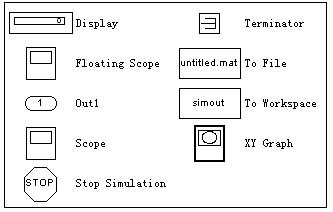 Display
Terminator
Floating Scope
untitled.mat To File
1 Out1
simout To Workspace
Scope
XY Graph
STOP Stop Simulation